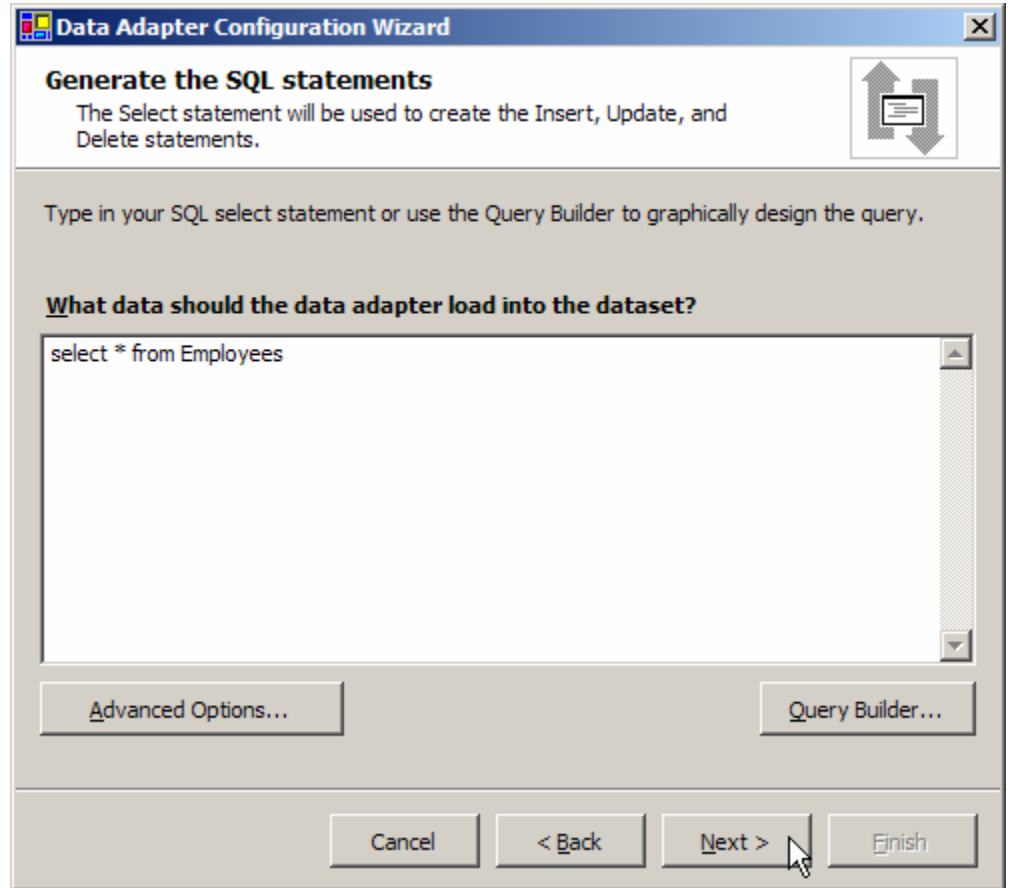 Data Adapter Configuration Wizard
Generate the SQL statements
The Select statement will be used to create the Insert, Update, and
Delete statements.
Type in your SQL select statement or use the Query Builder to graphically design the query.
What data should the data adapter load into the dataset?
select * from Employees
Advanced Options...
Query Builder...
Cancel
< Back
Next >
Finish